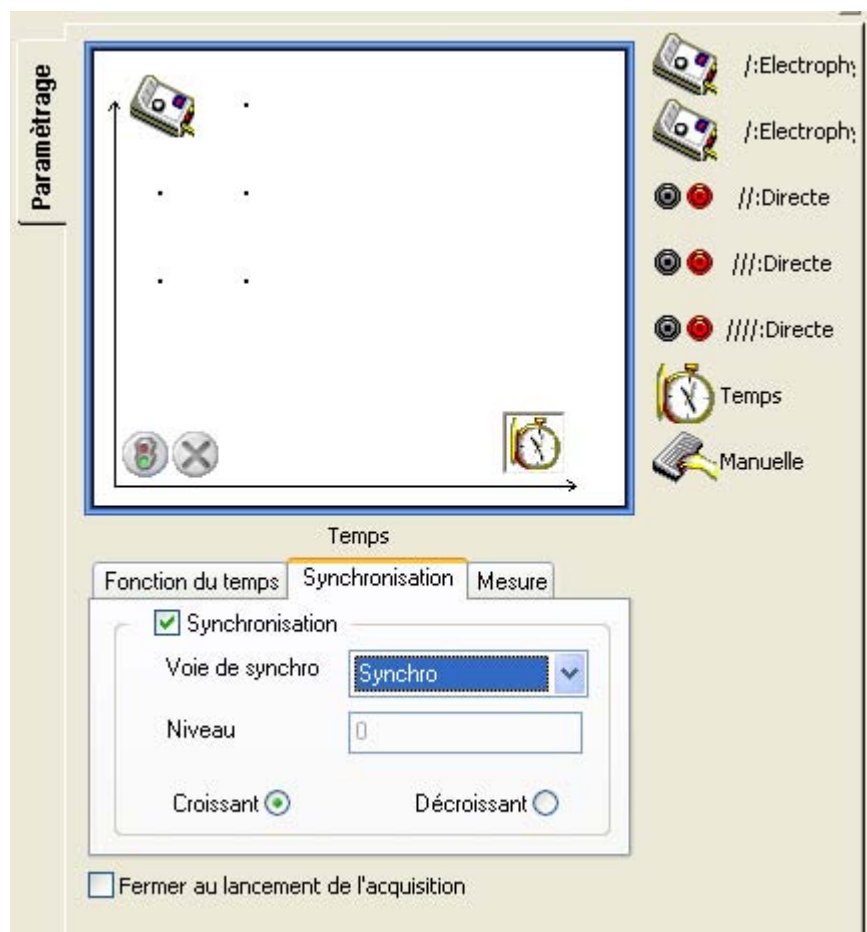 Paramètrage
/:Electrophy
/:Electrophy
//:Directe
///:Directe
////:Directe
Temps
Manuelle
Temps
Fonction du temps Synchronisation Mesure
Synchronisation
Voie de synchro Synchro
Niveau 0
Croissant Décroissant
Fermer au lancement de l'acquisition